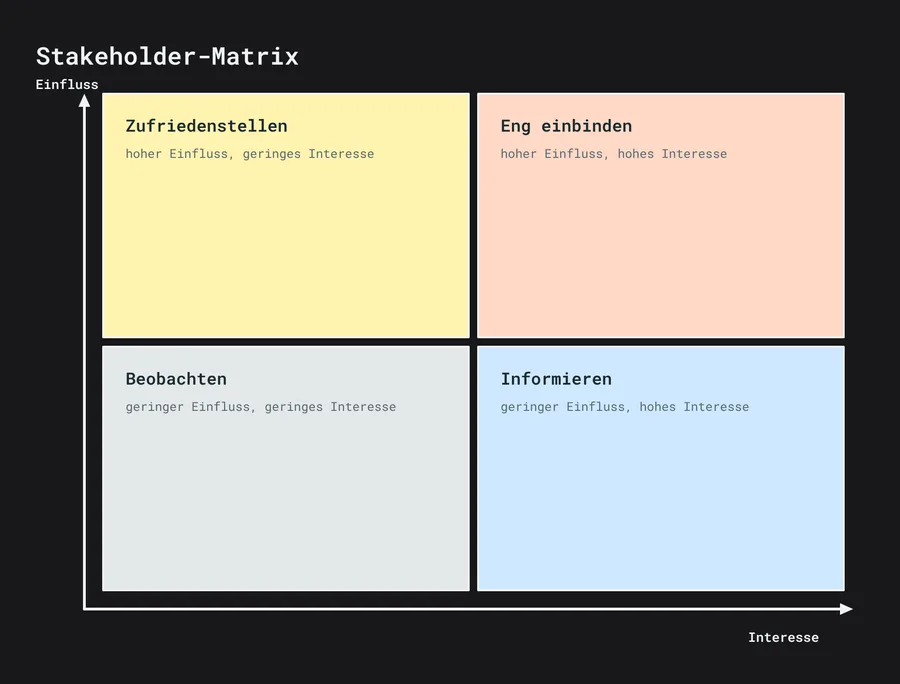 Stakeholder-Matrix
Einfluss
Zufriedenstellen
hoher Einfluss, geringes Interesse
Eng einbinden
hoher Einfluss, hohes Interesse
Beobachten
geringer Einfluss, geringes Interesse
Informieren
geringer Einfluss, hohes Interesse
Interesse